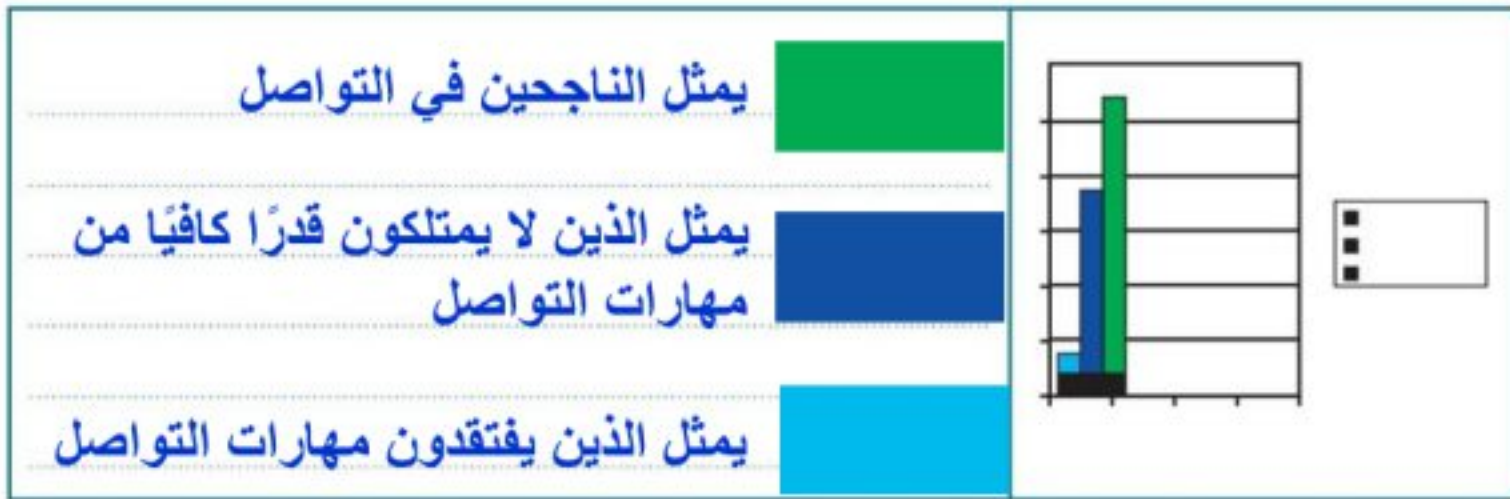 يمثل الناجحين في التواصل
يمثل الذين لا يمتلكون قدرًا كافيًا من
مهارات التواصل
يمثل الذين يفتقدون مهارات التواصل